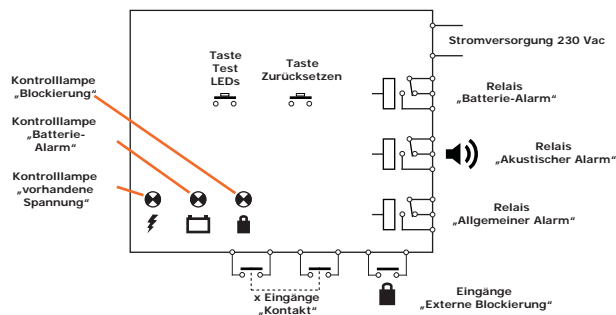 Stromversorgung 230 Vac
Taste
Test
LEDs
Taste
Zurücksetzen
Kontrolllampe
„Blockierung“
Relais
„Batterie-Alarm“
Kontrolllampe
„Batterie-
Alarm“
Relais
„Akustischer Alarm“
Kontrolllampe
„vorhandene
Spannung“
Relais
„Allgemeiner Alarm“
x Eingänge
„Kontakt“
Eingänge
„Externe Blockierung“